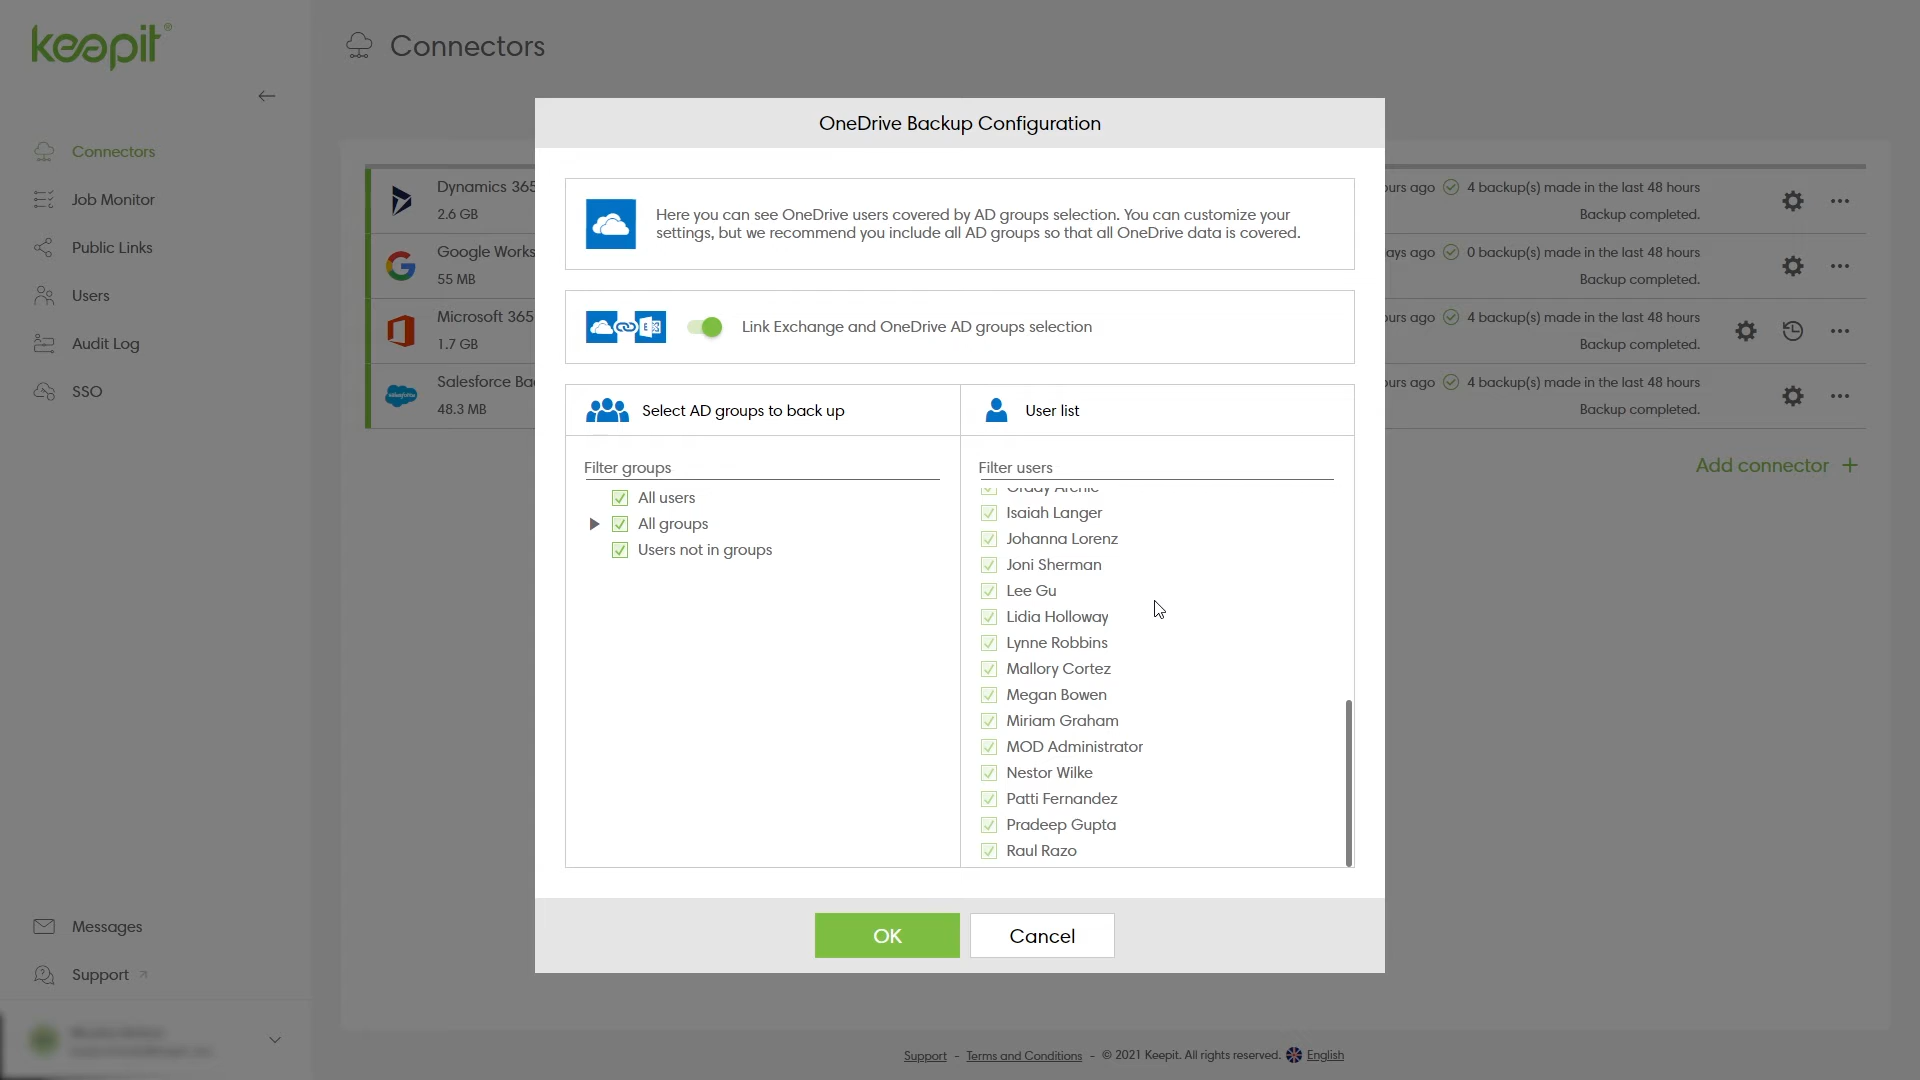 keepit®
Connectors
Job Monitor
Public Links
Users
Audit Log
SSO
Messages
Support
Connectors
Dynamics 365
2.6 GB
ours ago 4 backup(s) made in the last 48 hours
Backup completed.
Google Works
55 MB
ays ago 0 backup(s) made in the last 48 hours
Backup completed.
Microsoft 365
1.7 GB
ours ago 4 backup(s) made in the last 48 hours
Backup completed.
Salesforce Ba
48.3 MB
ours ago 4 backup(s) made in the last 48 hours
Backup completed.
Add connector +
OneDrive Backup Configuration
Here you can see OneDrive users covered by AD groups selection. You can customize your
settings, but we recommend you include all AD groups so that all OneDrive data is covered.
Link Exchange and OneDrive AD groups selection
Select AD groups to back up
Filter groups
All users
All groups
Users not in groups
User list
Filter users
Grady Archie
Isaiah Langer
Johanna Lorenz
Joni Sherman
Lee Gu
Lidia Holloway
Lynne Robbins
Mallory Cortez
Megan Bowen
Miriam Graham
MOD Administrator
Nestor Wilke
Patti Fernandez
Pradeep Gupta
Raul Razo
OK
Cancel
Support - Terms and Conditions - © 2021 Keepit. All rights reserved. English